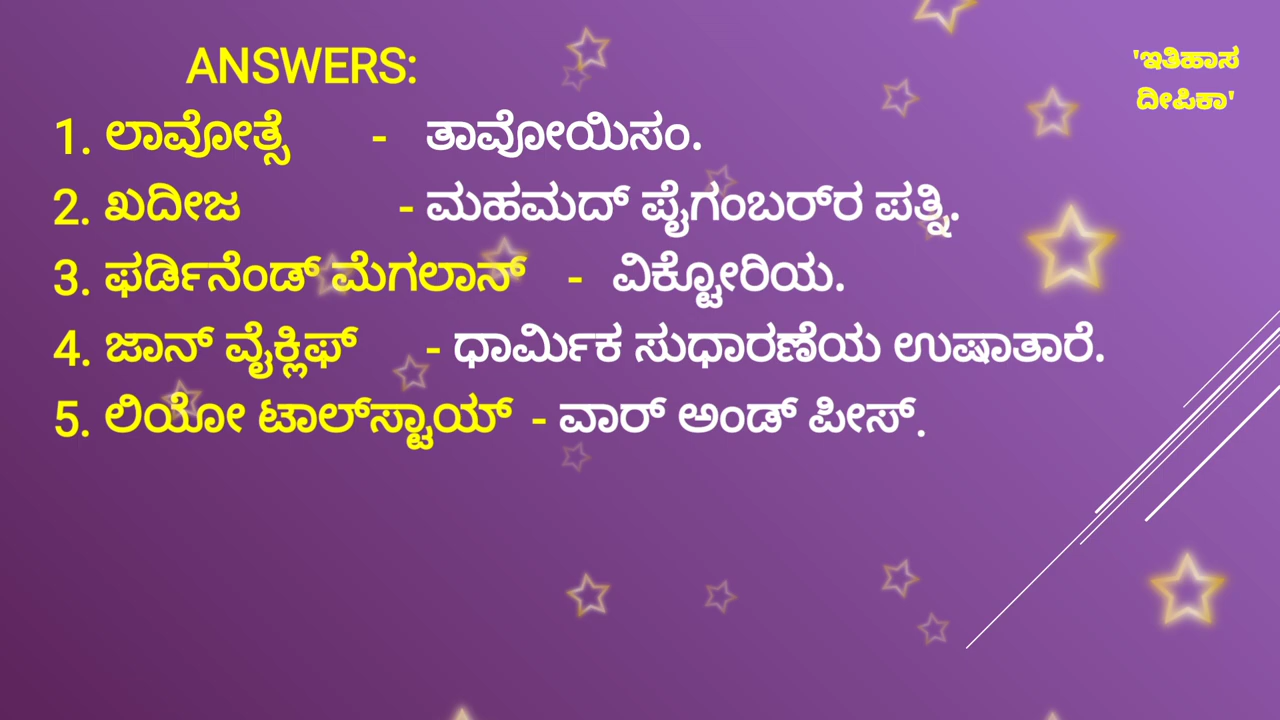 ANSWERS:
'ಇತಿಹಾಸ
ದೀಪಿಕಾ'
1. ಲಾವೋತ್ಸೆ - ತಾವೋಯಿಸಂ.
2. ಖದೀಜ - ಮಹಮದ್ ಪೈಗಂಬರ್‌ರ ಪತ್ನಿ.
3. ಫರ್ಡಿನೆಂಡ್ ಮೆಗಲಾನ್ - ವಿಕ್ಟೋರಿಯ.
4. ಜಾನ್ ವೈಕ್ಲಿಫ್ - ಧಾರ್ಮಿಕ ಸುಧಾರಣೆಯ ಉಷಾತಾರೆ.
5. ಲಿಯೋ ಟಾಲ್‌ಸ್ಟಾಯ್ - ವಾರ್ ಅಂಡ್ ಪೀಸ್.